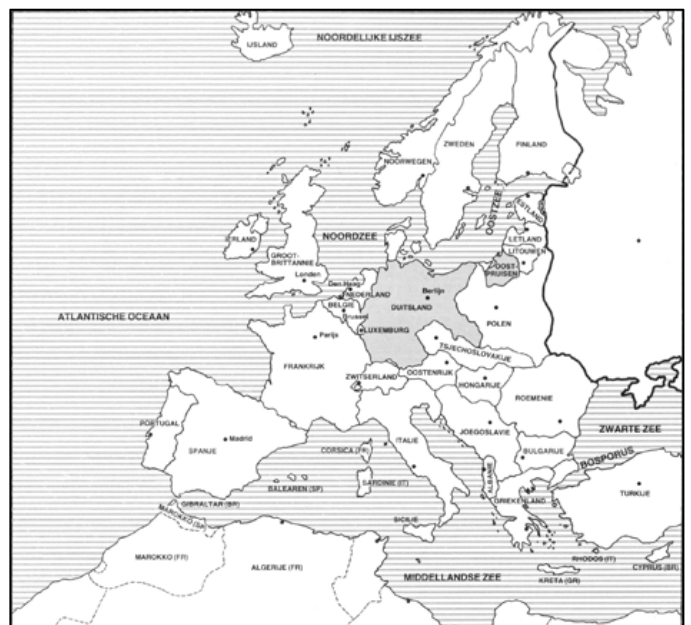 NOORDELIJKE IJSZEE
IJSLAND
ZWEDEN
FINLAND
NOORWEGEN
OOSTZEE
ESTLAND
LETLAND
LITOUWEN
OOST-
PRUISEN
NOORDZEE
IERLAND
GROOT-
BRITTANNIE
Londen
Den Haag
NEDERLAND
BELGIE
Brussel
LUXEMBURG
Berlijn
DUITSLAND
POLEN
ATLANTISCHE OCEAAN
Parijs
FRANKRIJK
TSJECHOSLOVAKIJE
ZWITSERLAND
OOSTENRIJK
HONGARIJE
ROEMENIE
JOEGOSLAVIE
ZWARTE ZEE
PORTUGAL
Madrid
SPANJE
CORSICA (FR)
ITALIE
BULGARIJE
BOSPORUS
ALBANIE
SARDINIE (IT)
BALEAREN (SP)
GRIEKENLAND
TURKIJE
GIBRALTAR (BR)
MAROKKO (SP)
SICILIE
MAROKKO (FR)
ALGERIJE (FR)
RHODOS (IT)
CYPRUS (BR)
MIDDELLANDSE ZEE
KRETA (GR)